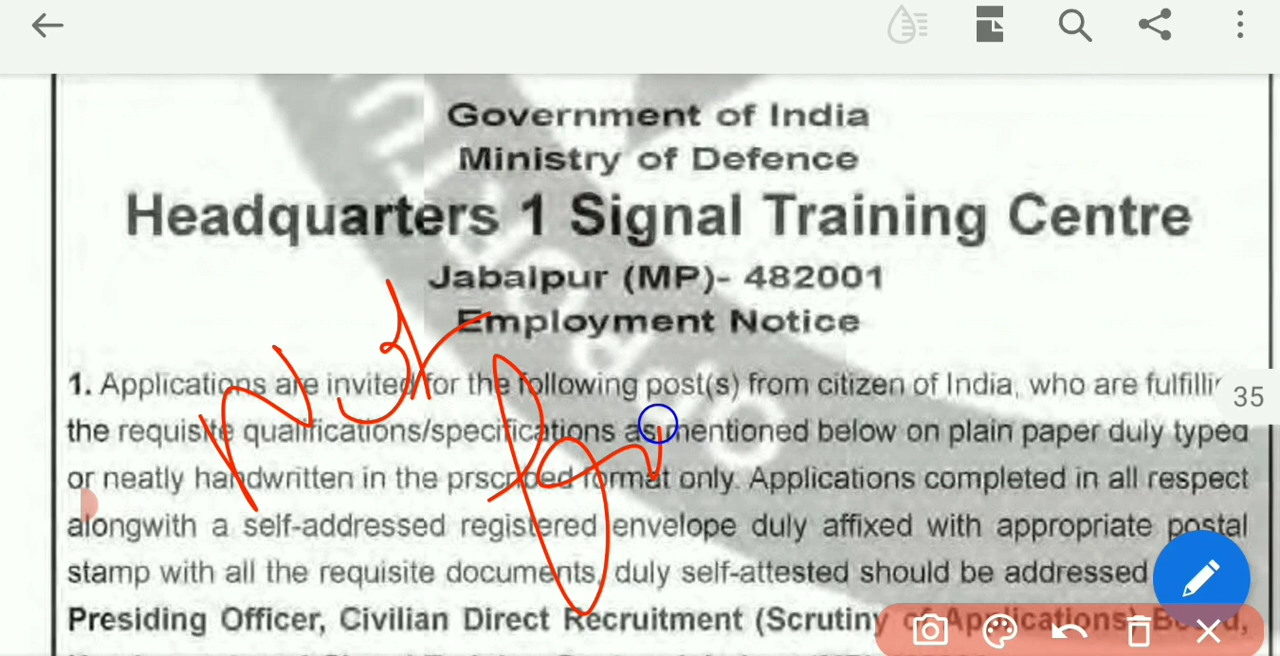 Government of India
Ministry of Defence
Headquarters 1 Signal Training Centre
Jabalpur (MP)- 482001
Employment Notice
1. Applications are invited for the following post(s) from citizen of India, who are
35
the requisite qualifications/specifications as mentioned below on plain paper duly typed
or neatly handwritten in the prscribed format only. Applications completed in all respect
alongwith a self-addressed registered envelope duly affixed with appropriate postal
stamp with all the requisite documents, duly self-attested should be addressed
Presiding Officer, Civilian Direct Recruitment (Scrutiny of Applications)